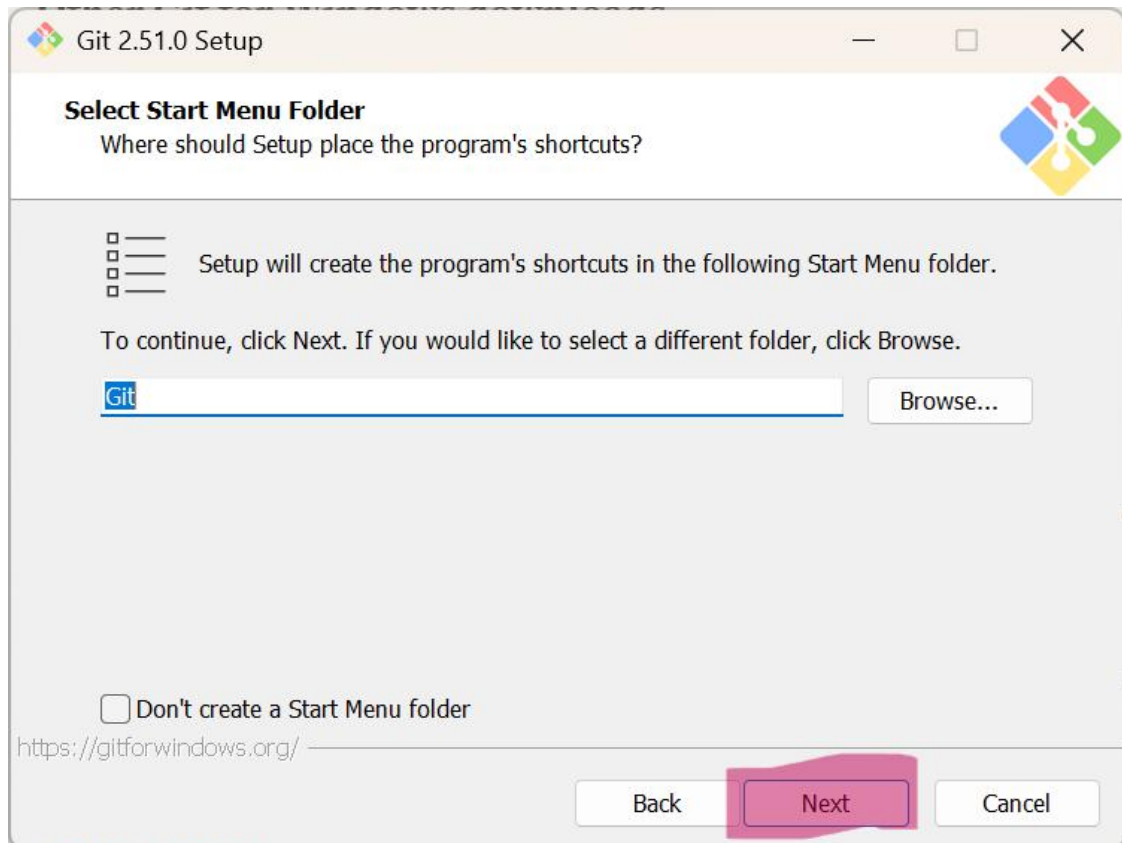 Git 2.51.0 Setup
Select Start Menu Folder
Where should Setup place the program's shortcuts?
Setup will create the program's shortcuts in the following Start Menu folder.
To continue, click Next. If you would like to select a different folder, click Browse.
Git
Browse...
Don't create a Start Menu folder
https://gitforwindows.org/
Back
Next
Cancel